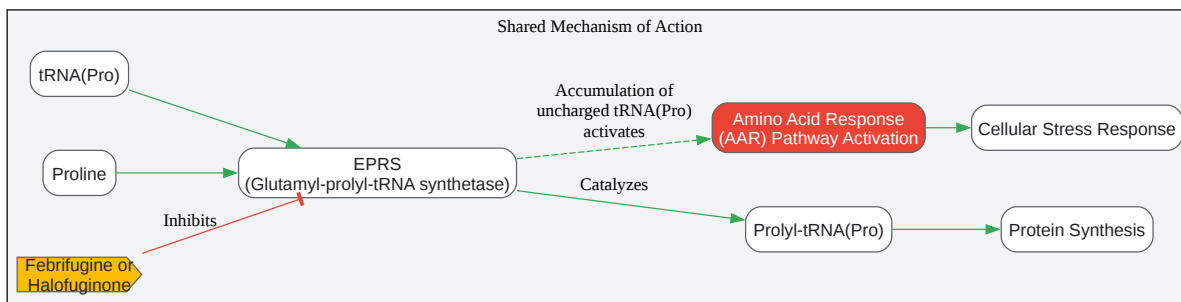 Shared Mechanism of Action
tRNA(Pro)
Proline
Febrifugine or
Halofuginone
Inhibits
EPRS
(Glutamyl-prolyl-tRNA synthetase)
Accumulation of
uncharged tRNA(Pro)
activates
Catalyzes
Amino Acid Response
(AAR) Pathway Activation
Cellular Stress Response
Prolyl-tRNA(Pro)
Protein Synthesis